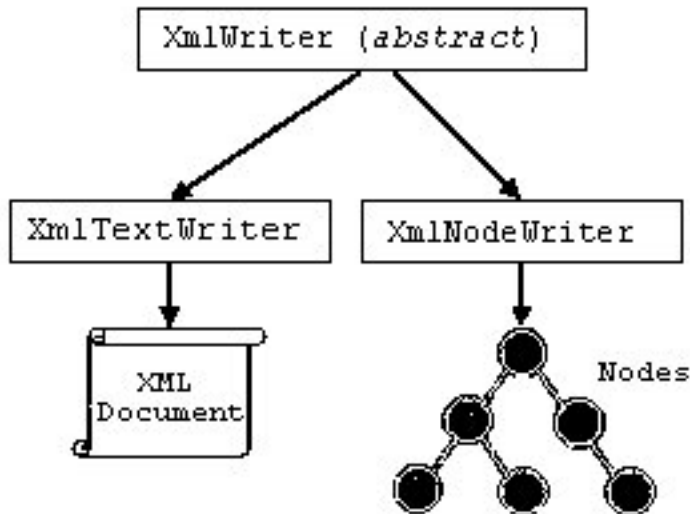 XmlWriter (abstract)
XmlTextWriter
XmlNodeWriter
XML
Document
Nodes